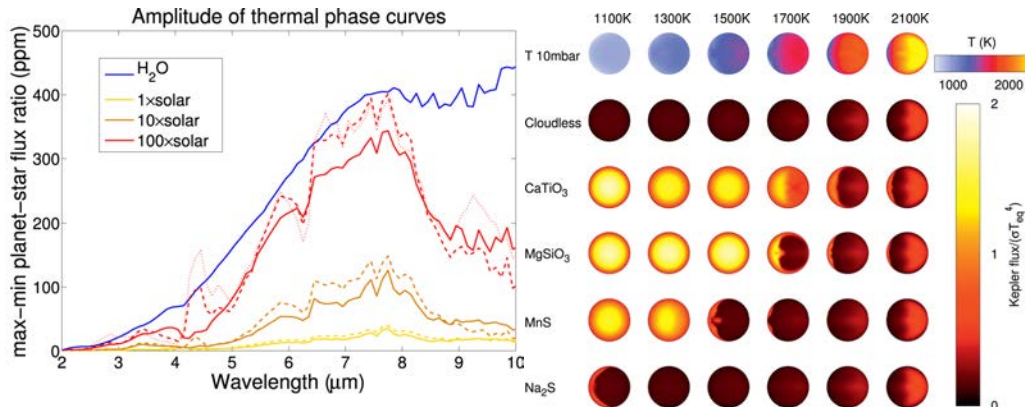 Amplitude of thermal phase curves
max-min planet-star flux ratio (ppm)
500
400
300
200
100
0
H₂O
1×solar
10×solar
100×solar
2 3 4 5 6 7 8 9 10
Wavelength (μm)
1100K 1300K 1500K 1700K 1900K 2100K
T 10mbar
T (K)
1000 2000
Cloudless
CaTiO₃
MgSiO₃
MnS
Na₂S
2
1
0
Kepler flux/(σTeq⁴)